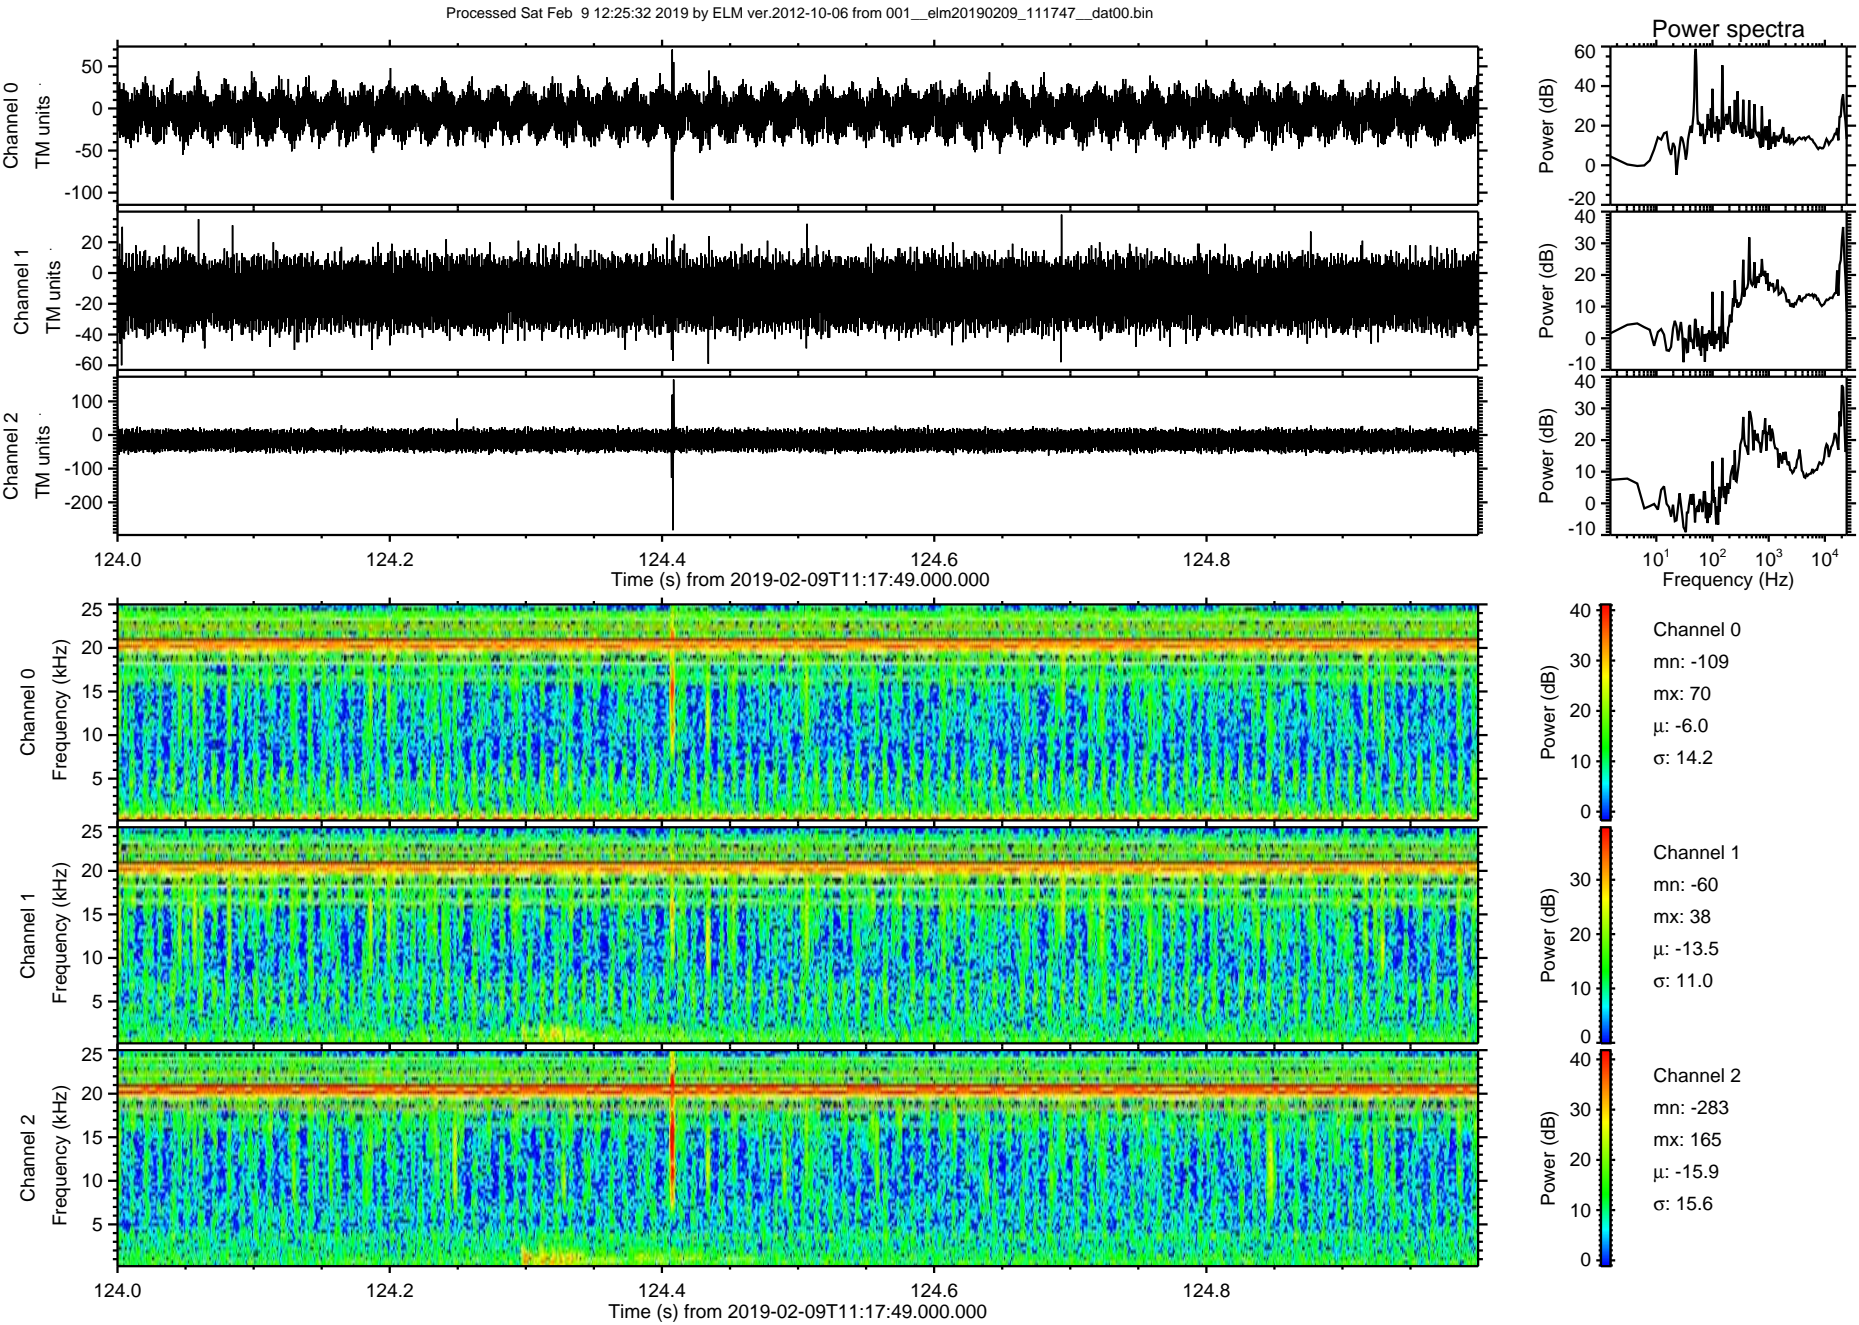 Processed Sat Feb  9 12:25:32 2019 by ELM ver.2012-10-06 from 001__elm20190209_111747__dat00.bin
Power spectra
Channel 0
TM units
50
0
-50
-100
Power (dB)
60
40
20
0
-20
Channel 1
TM units
20
0
-20
-40
-60
Power (dB)
40
30
20
10
0
-10
Channel 2
TM units
100
0
-100
-200
Power (dB)
40
30
20
10
0
-10
124.0 124.2 124.4 124.6 124.8
Time (s) from 2019-02-09T11:17:49.000.000
10¹ 10² 10³ 10⁴
Frequency (Hz)
Channel 0
Frequency (kHz)
25
20
15
10
5
Power (dB)
40
30
20
10
0
Channel 0
mn: -109
mx: 70
μ: -6.0
σ: 14.2
Channel 1
Frequency (kHz)
25
20
15
10
5
Power (dB)
30
20
10
0
Channel 1
mn: -60
mx: 38
μ: -13.5
σ: 11.0
Channel 2
Frequency (kHz)
25
20
15
10
5
Power (dB)
40
30
20
10
0
Channel 2
mn: -283
mx: 165
μ: -15.9
σ: 15.6
124.0 124.2 124.4 124.6 124.8
Time (s) from 2019-02-09T11:17:49.000.000